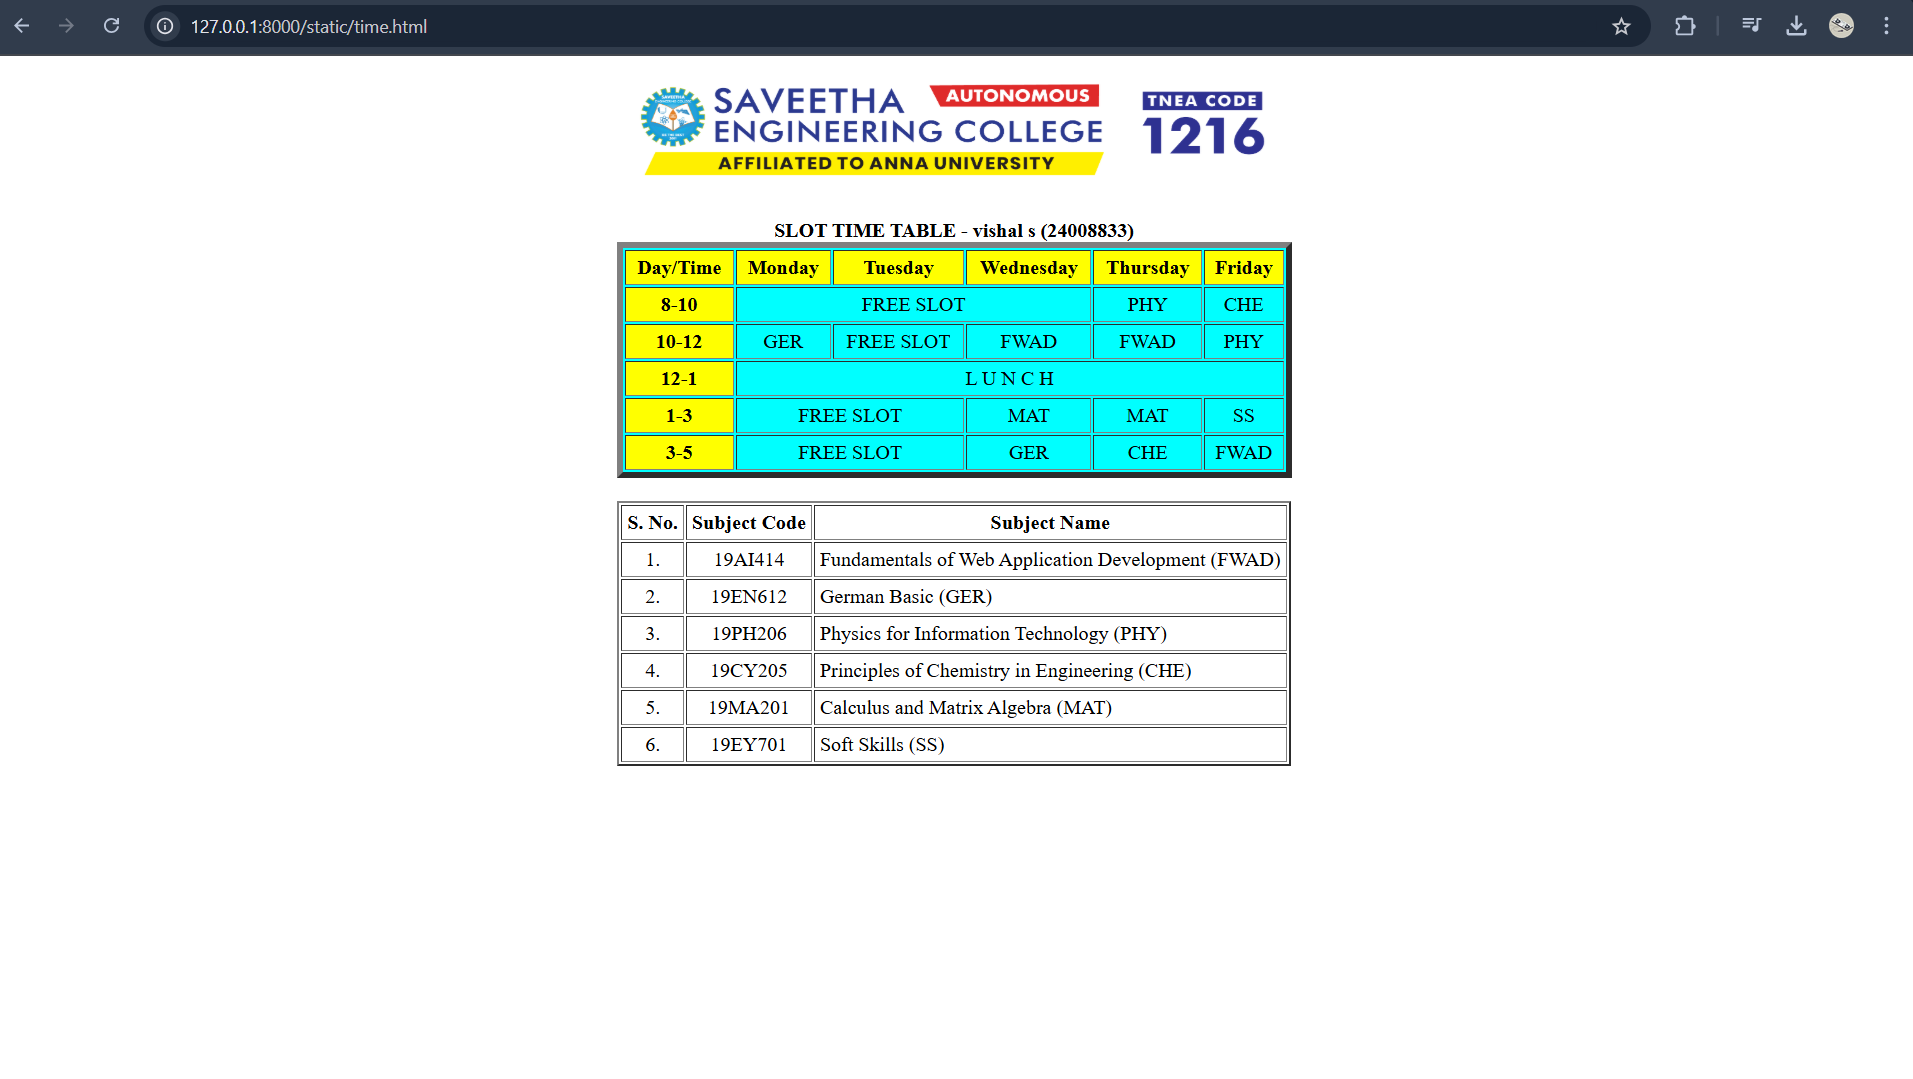 127.0.0.1:8000/static/time.html
SAVEETHA AUTONOMOUS
ENGINEERING COLLEGE
AFFILIATED TO ANNA UNIVERSITY
TNEA CODE
1216
SLOT TIME TABLE - vishal s (24008833)
Day/Time Monday Tuesday Wednesday Thursday Friday
8-10 FREE SLOT PHY CHE
10-12 GER FREE SLOT FWAD FWAD PHY
12-1 L U N C H
1-3 FREE SLOT MAT MAT SS
3-5 FREE SLOT GER CHE FWAD
S. No. Subject Code Subject Name
1. 19AI414 Fundamentals of Web Application Development (FWAD)
2. 19EN612 German Basic (GER)
3. 19PH206 Physics for Information Technology (PHY)
4. 19CY205 Principles of Chemistry in Engineering (CHE)
5. 19MA201 Calculus and Matrix Algebra (MAT)
6. 19EY701 Soft Skills (SS)